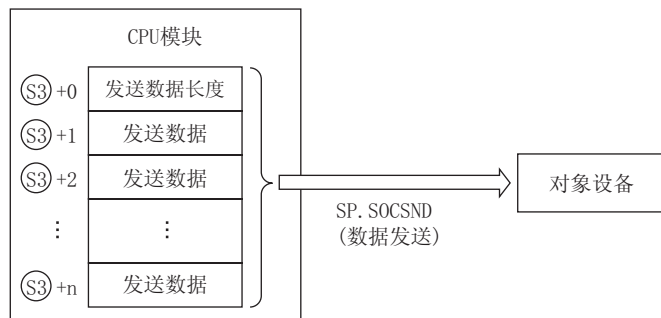 CPU模块
S3+0 发送数据长度
S3+1 发送数据
S3+2 发送数据
⋮ ⋮
S3+n 发送数据
SP.SOCSND
(数据发送)
对象设备